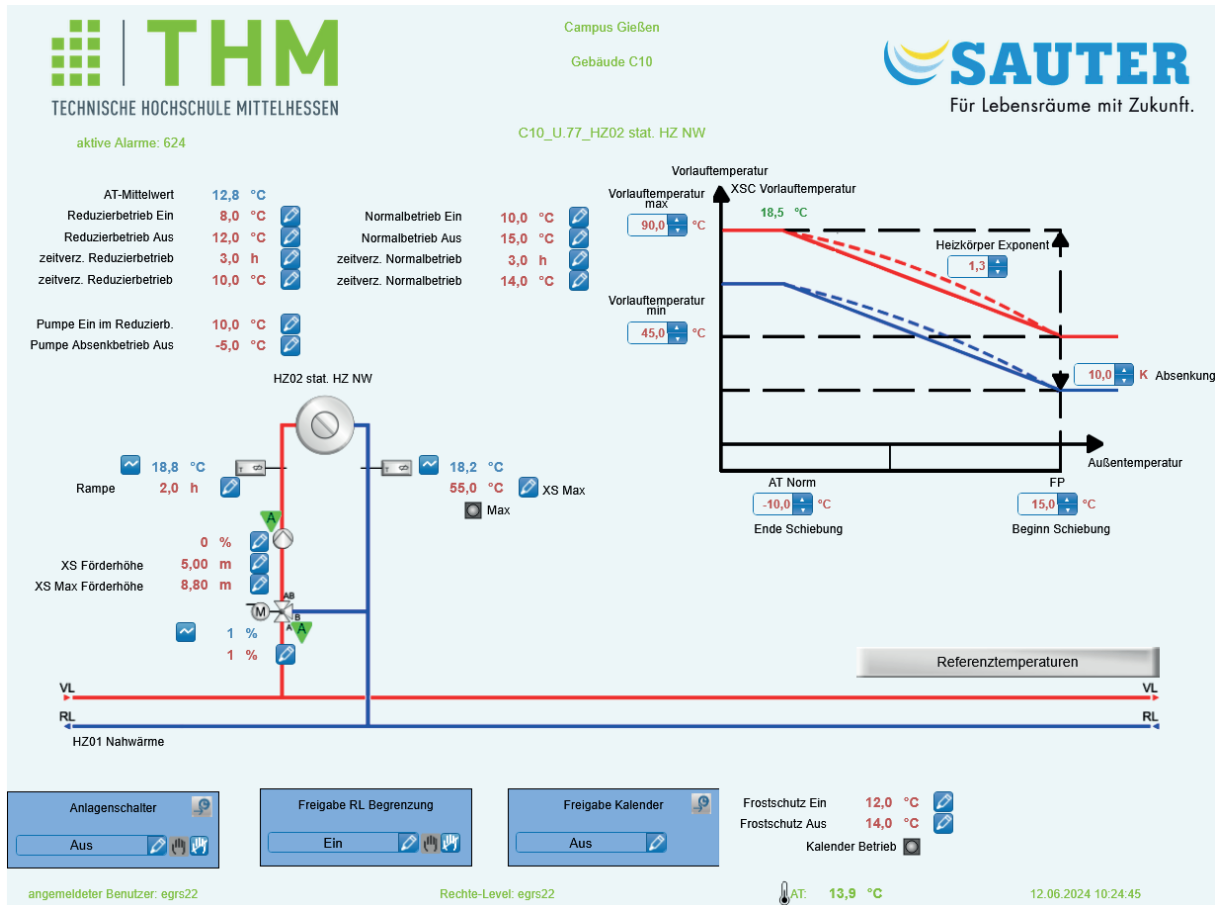 THM
TECHNISCHE HOCHSCHULE MITTELHESSEN
Campus Gießen
Gebäude C10
SAUTER
Für Lebensräume mit Zukunft.
aktive Alarme: 624
C10_U.77_HZ02 stat. HZ NW
AT-Mittelwert 12,8 °C
Reduzierbetrieb Ein 8,0 °C
Reduzierbetrieb Aus 12,0 °C
zeitverz. Reduzierbetrieb 3,0 h
zeitverz. Reduzierbetrieb 10,0 °C
Normalbetrieb Ein 10,0 °C
Normalbetrieb Aus 15,0 °C
zeitverz. Normalbetrieb 3,0 h
zeitverz. Normalbetrieb 14,0 °C
Pumpe Ein im Reduzierb. 10,0 °C
Pumpe Absenkbetrieb Aus -5,0 °C
Vorlauftemperatur
XSC Vorlauftemperatur
18,5 °C
Vorlauftemperatur
max
90,0 °C
Heizkörper Exponent
1,3
Vorlauftemperatur
min
45,0 °C
10,0 K Absenkung
Außentemperatur
AT Norm
-10,0 °C
Ende Schiebung
FP
15,0 °C
Beginn Schiebung
HZ02 stat. HZ NW
18,8 °C
T
T
18,2 °C
Rampe 2,0 h
55,0 °C XS Max
Max
A
0 %
XS Förderhöhe 5,00 m
XS Max Förderhöhe 8,80 m
AB
M
B
A
A
1 %
1 %
Referenztemperaturen
VL
VL
RL
RL
HZ01 Nahwärme
Anlagenschalter
Aus
Freigabe RL Begrenzung
Ein
Freigabe Kalender
Aus
Frostschutz Ein 12,0 °C
Frostschutz Aus 14,0 °C
Kalender Betrieb
angemeldeter Benutzer: egrs22
Rechte-Level: egrs22
AT: 13,9 °C
12.06.2024 10:24:45